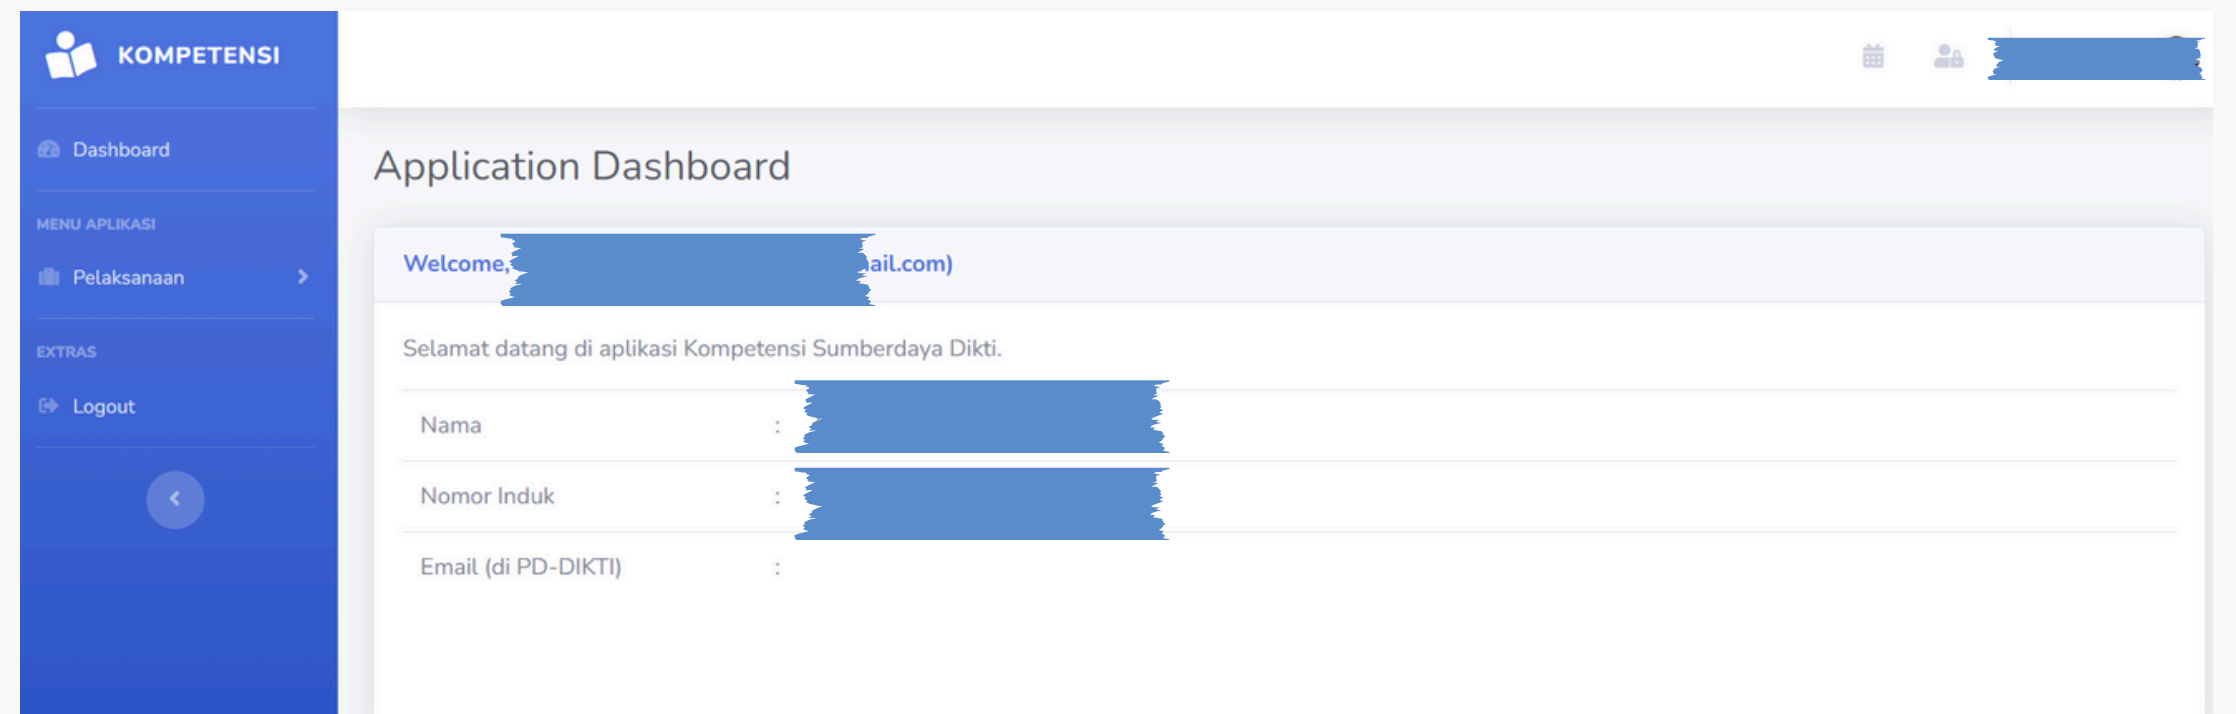 KOMPETENSI
Dashboard
MENU APLIKASI
Pelaksanaan
EXTRAS
Logout
Application Dashboard
Welcome, ail.com)
Selamat datang di aplikasi Kompetensi Sumberdaya Dikti.
Nama :
Nomor Induk :
Email (di PD-DIKTI) :